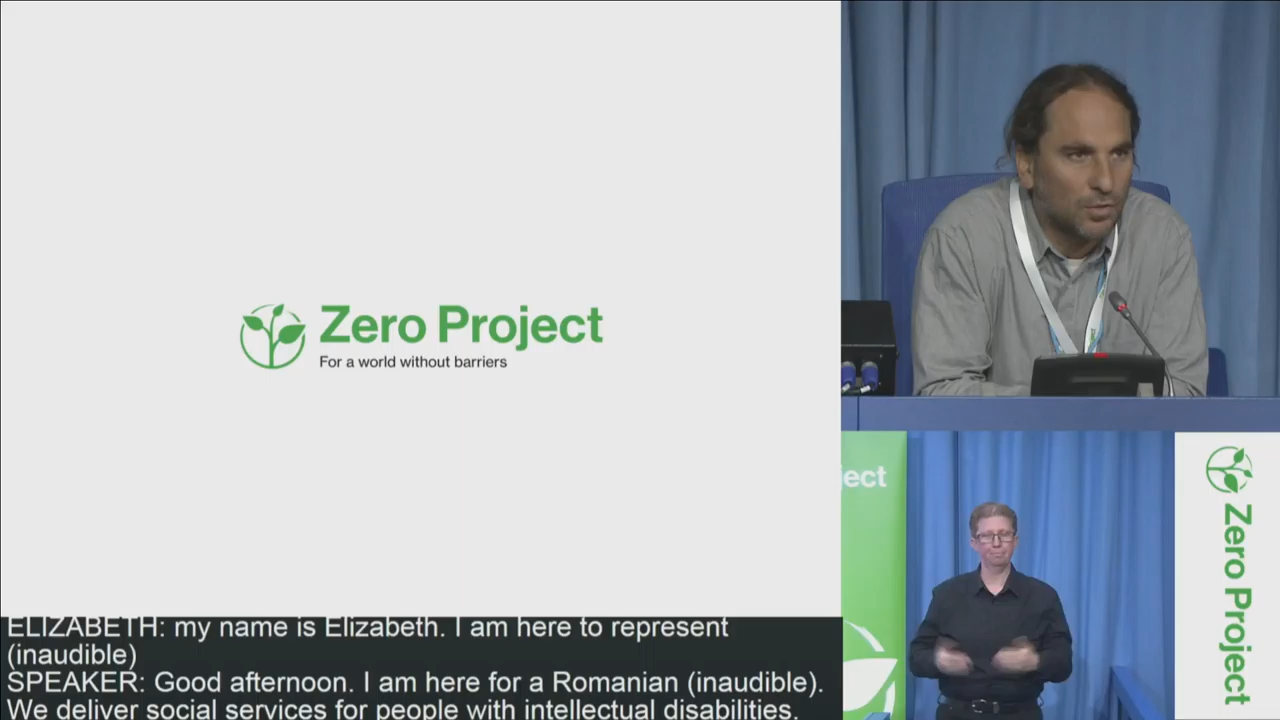 Zero Project
For a world without barriers
ject
Zero Project
ELIZABETH: my name is Elizabeth. I am here to represent
(inaudible)
SPEAKER: Good afternoon. I am here for a Romanian (inaudible).
We deliver social services for people with intellectual disabilities.